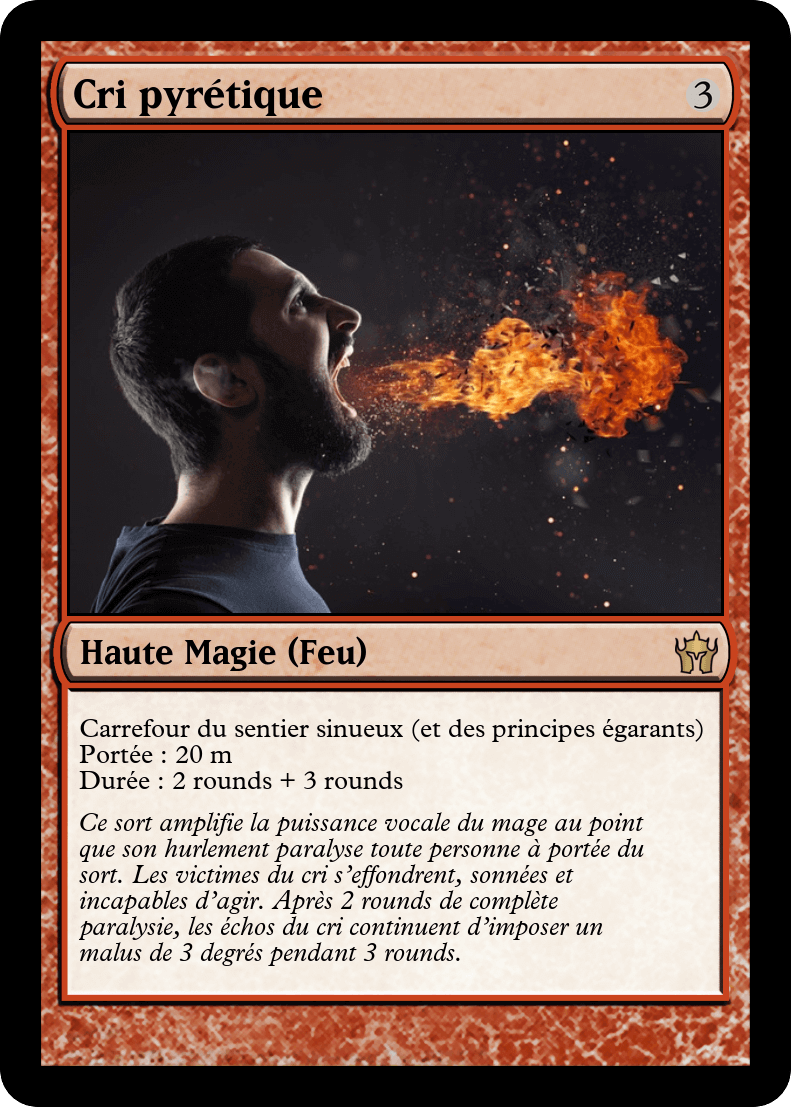 Cri pyrétique
3
Haute Magie (Feu)
Carrefour du sentier sinueux (et des principes égarants)
Portée : 20 m
Durée : 2 rounds + 3 rounds
Ce sort amplifie la puissance vocale du mage au point
que son hurlement paralyse toute personne à portée du
sort. Les victimes du cri s'effondrent, sonnées et
incapables d'agir. Après 2 rounds de complète
paralysie, les échos du cri continuent d'imposer un
malus de 3 degrés pendant 3 rounds.